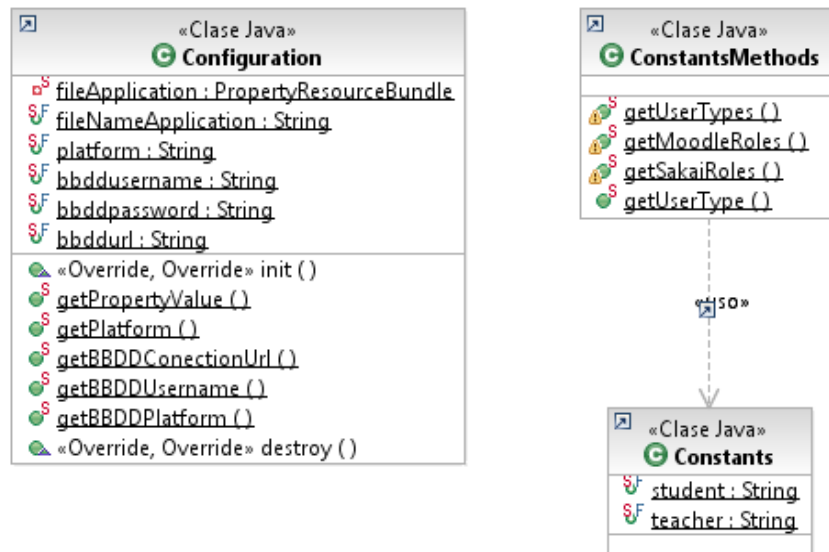 «Clase Java»
Configuration
fileApplication : PropertyResourceBundle
fileNameApplication : String
platform : String
bbddusername : String
bbddpassword : String
bbddurl : String
«Override, Override» init ( )
getPropertyValue ( )
getPlatform ( )
getBBDDConectionUrl ( )
getBBDDUsername ( )
getBBDDPlatform ( )
«Override, Override» destroy ( )
«Clase Java»
ConstantsMethods
getUserTypes ( )
getMoodleRoles ( )
getSakaiRoles ( )
getUserType ( )
«uso»
«Clase Java»
Constants
student : String
teacher : String